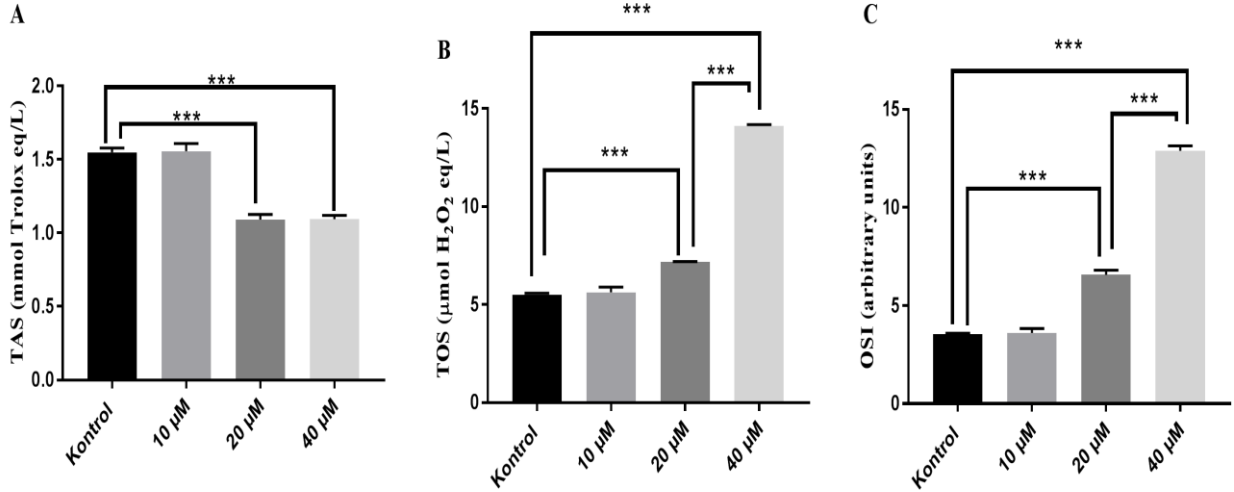 A
TAS (mmol Trolox eq/L)
2.0
1.5
1.0
0.5
0.0
***
***
Kontrol
10 µM
20 µM
40 µM
B
TOS (µmol H₂O₂ eq/L)
15
10
5
0
***
***
***
Kontrol
10 µM
20 µM
40 µM
C
OSI (arbitrary units)
15
10
5
0
***
***
***
Kontrol
10 µM
20 µM
40 µM